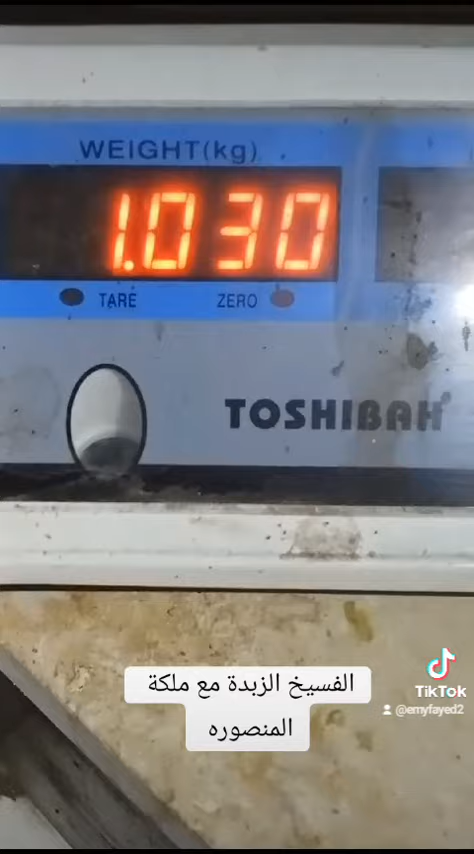 WEIGHT(kg)
1.030
TARE ZERO
TOSHIBAH
الفسيخ الزبدة مع ملكة
المنصوره
TikTok
@emyfayed2